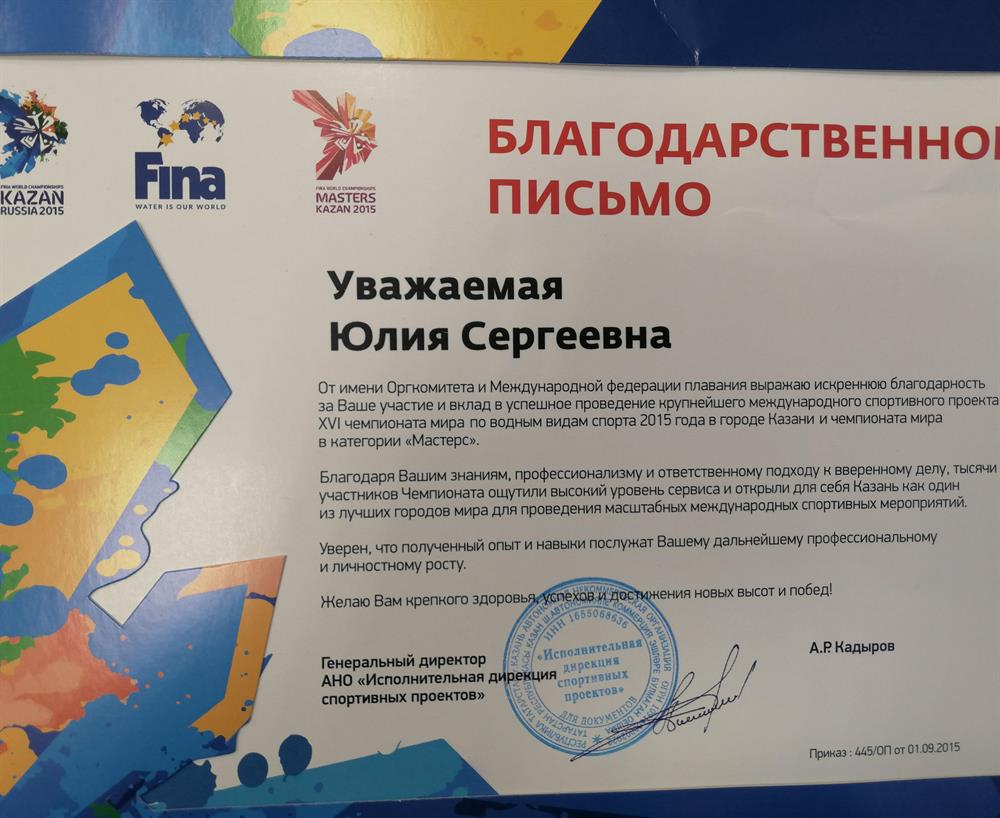 FINA WORLD CHAMPIONSHIPS
KAZAN
RUSSIA 2015
Fina
WATER IS OUR WORLD
FINA WORLD CHAMPIONSHIPS
MASTERS
KAZAN 2015
БЛАГОДАРСТВЕННО
ПИСЬМО
Уважаемая
Юлия Сергеевна
От имени Оргкомитета и Международной федерации плавания выражаю искреннюю благодарность
за Ваше участие и вклад в успешное проведение крупнейшего международного спортивного проекта
XVI чемпионата мира по водным видам спорта 2015 года в городе Казани и чемпионата мира
в категории «Мастерс».
Благодаря Вашим знаниям, профессионализму и ответственному подходу к вверенному делу, тысячи
участников Чемпионата ощутили высокий уровень сервиса и открыли для себя Казань как один
из лучших городов мира для проведения масштабных международных спортивных мероприятий.
Уверен, что полученный опыт и навыки послужат Вашему дальнейшему профессиональному
и личностному росту.
Желаю Вам крепкого здоровья, успехов и достижения новых высот и побед!
Генеральный директор
АНО «Исполнительная дирекция
спортивных проектов»
ИНН 1655068636
«Исполнительная
дирекция
спортивных
проектов»
ДЛЯ ДОКУМЕНТОВ
А.Р. Кадыров
Приказ : 445/ОП от 01.09.2015